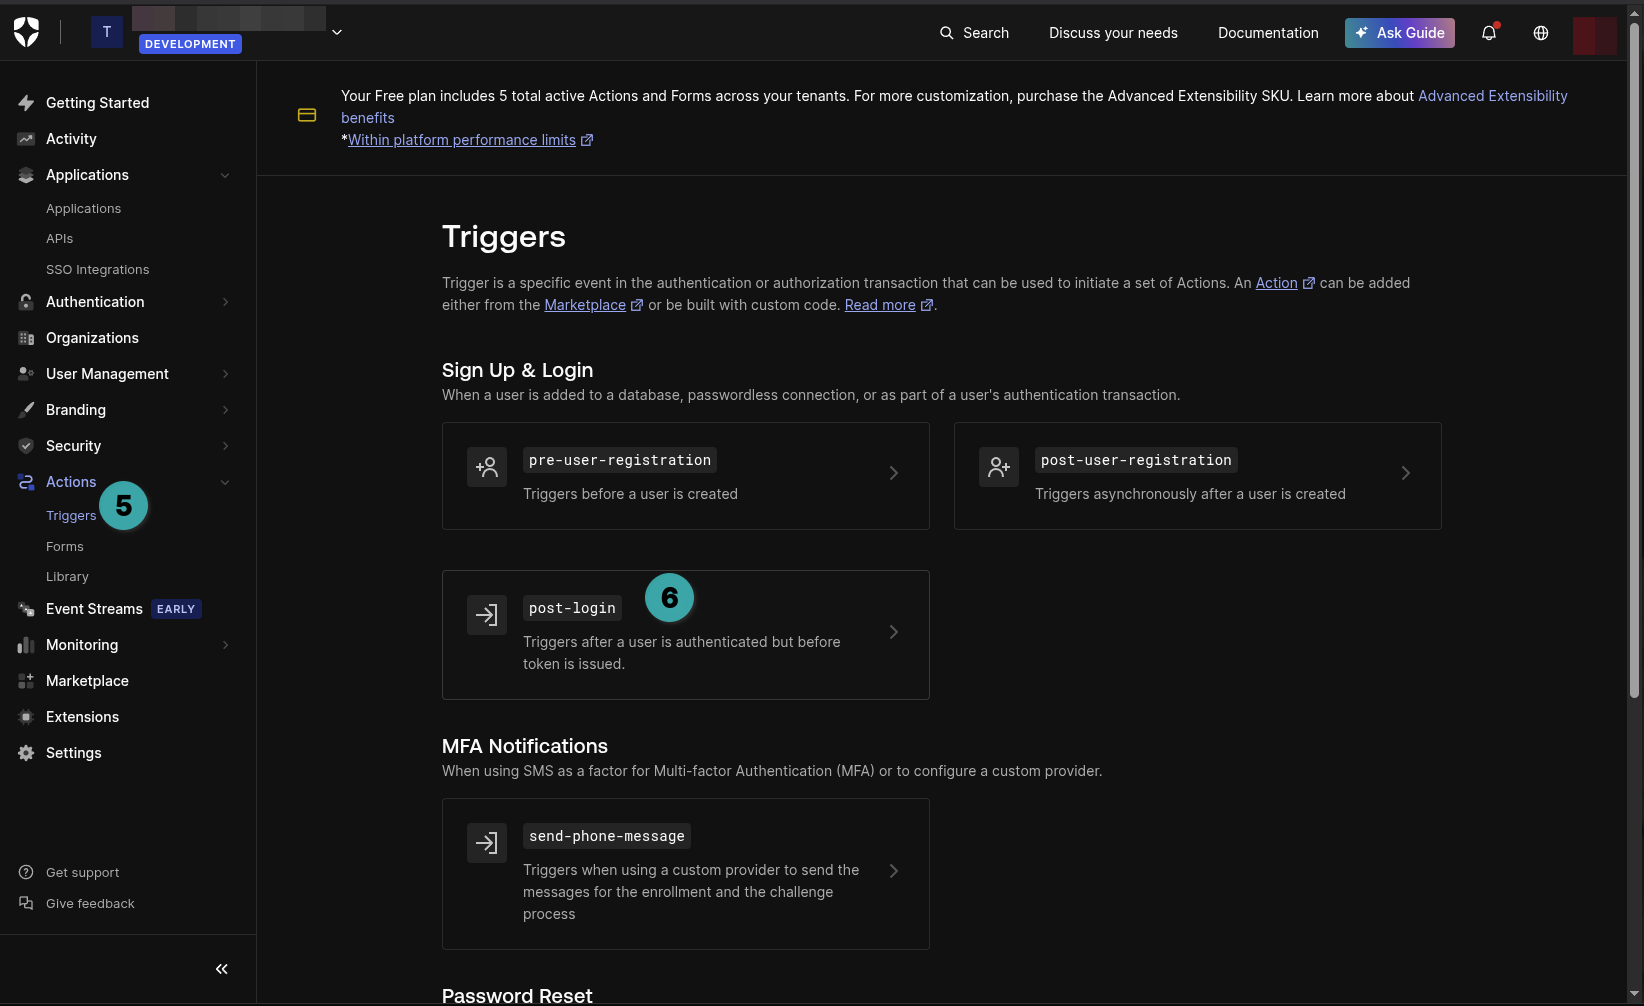 T
DEVELOPMENT
Search
Discuss your needs
Documentation
Ask Guide
Getting Started
Activity
Applications
Applications
APIs
SSO Integrations
Authentication
Organizations
User Management
Branding
Security
Actions
5
Triggers
Forms
Library
Event Streams EARLY
Monitoring
Marketplace
Extensions
Settings
Get support
Give feedback
Your Free plan includes 5 total active Actions and Forms across your tenants. For more customization, purchase the Advanced Extensibility SKU. Learn more about Advanced Extensibility
benefits
*Within platform performance limits
Triggers
Trigger is a specific event in the authentication or authorization transaction that can be used to initiate a set of Actions. An Action can be added
either from the Marketplace or be built with custom code. Read more.
Sign Up & Login
When a user is added to a database, passwordless connection, or as part of a user's authentication transaction.
pre-user-registration
Triggers before a user is created
post-user-registration
Triggers asynchronously after a user is created
post-login
6
Triggers after a user is authenticated but before
token is issued.
MFA Notifications
When using SMS as a factor for Multi-factor Authentication (MFA) or to configure a custom provider.
send-phone-message
Triggers when using a custom provider to send the
messages for the enrollment and the challenge
process
Password Reset